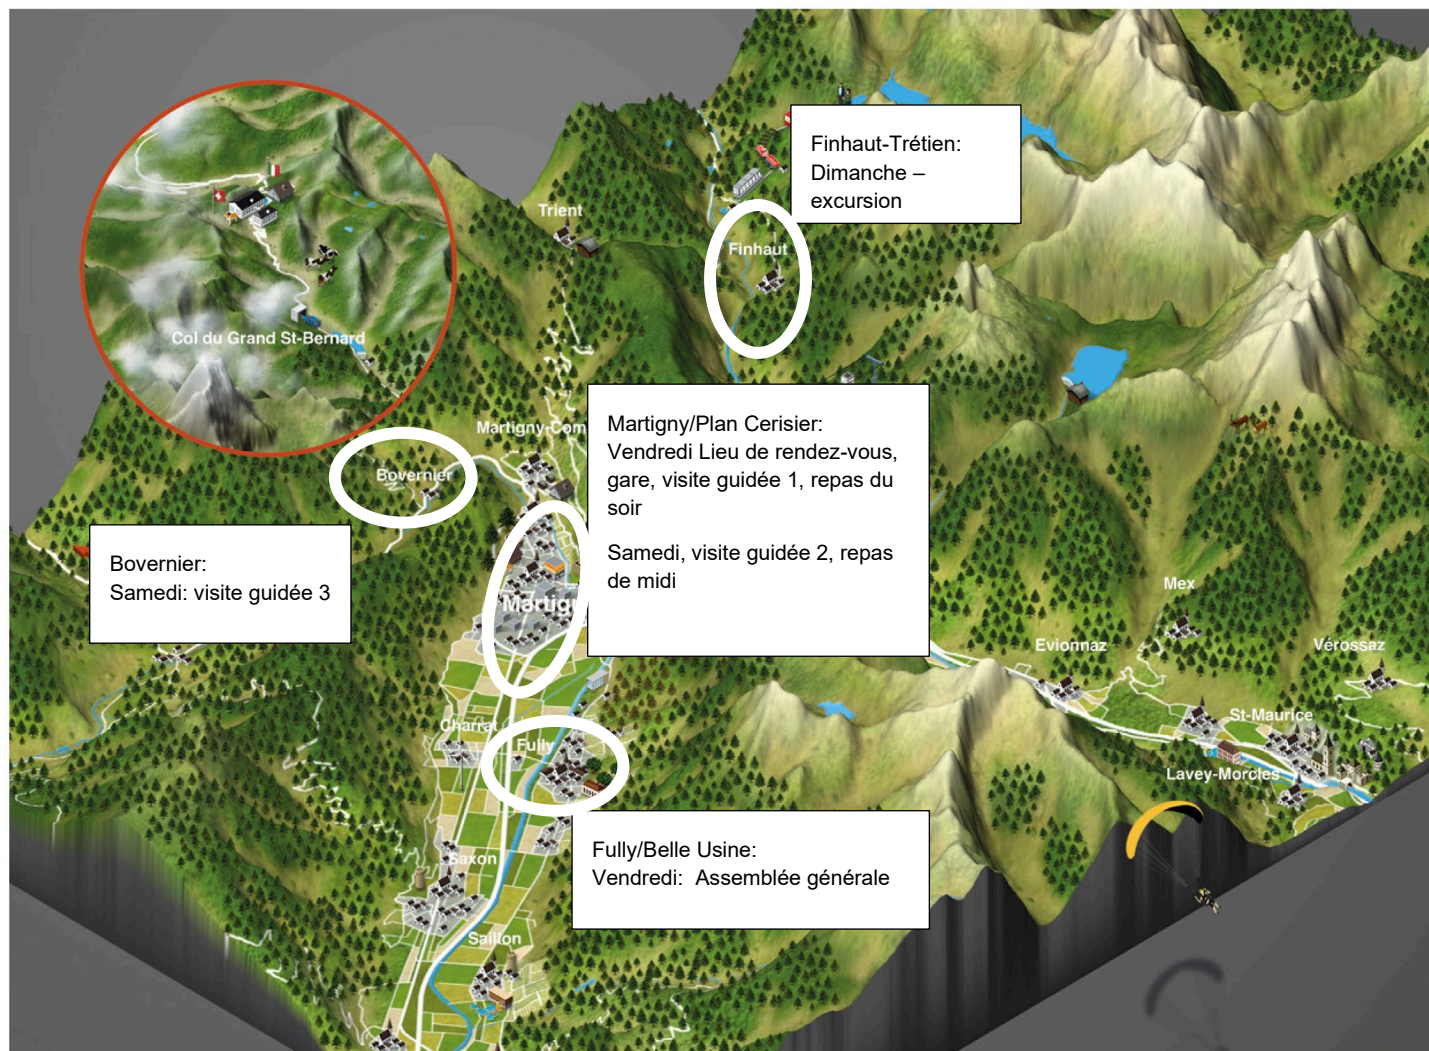 Finhaut-Trétien:
Dimanche –
excursion
Trient
Finhaut
Col du Grand St-Bernard
Martigny/Plan Cerisier:
Vendredi Lieu de rendez-vous,
gare, visite guidée 1, repas du
soir
Samedi, visite guidée 2, repas
de midi
Martigny-Com
Bovernier
Bovernier:
Samedi: visite guidée 3
Martig
Mex
Evionnaz
Vérossaz
St-Maurice
Lavey-Morcles
Charrat
Fully
Fully/Belle Usine:
Vendredi: Assemblée générale
Saxon
Saillon